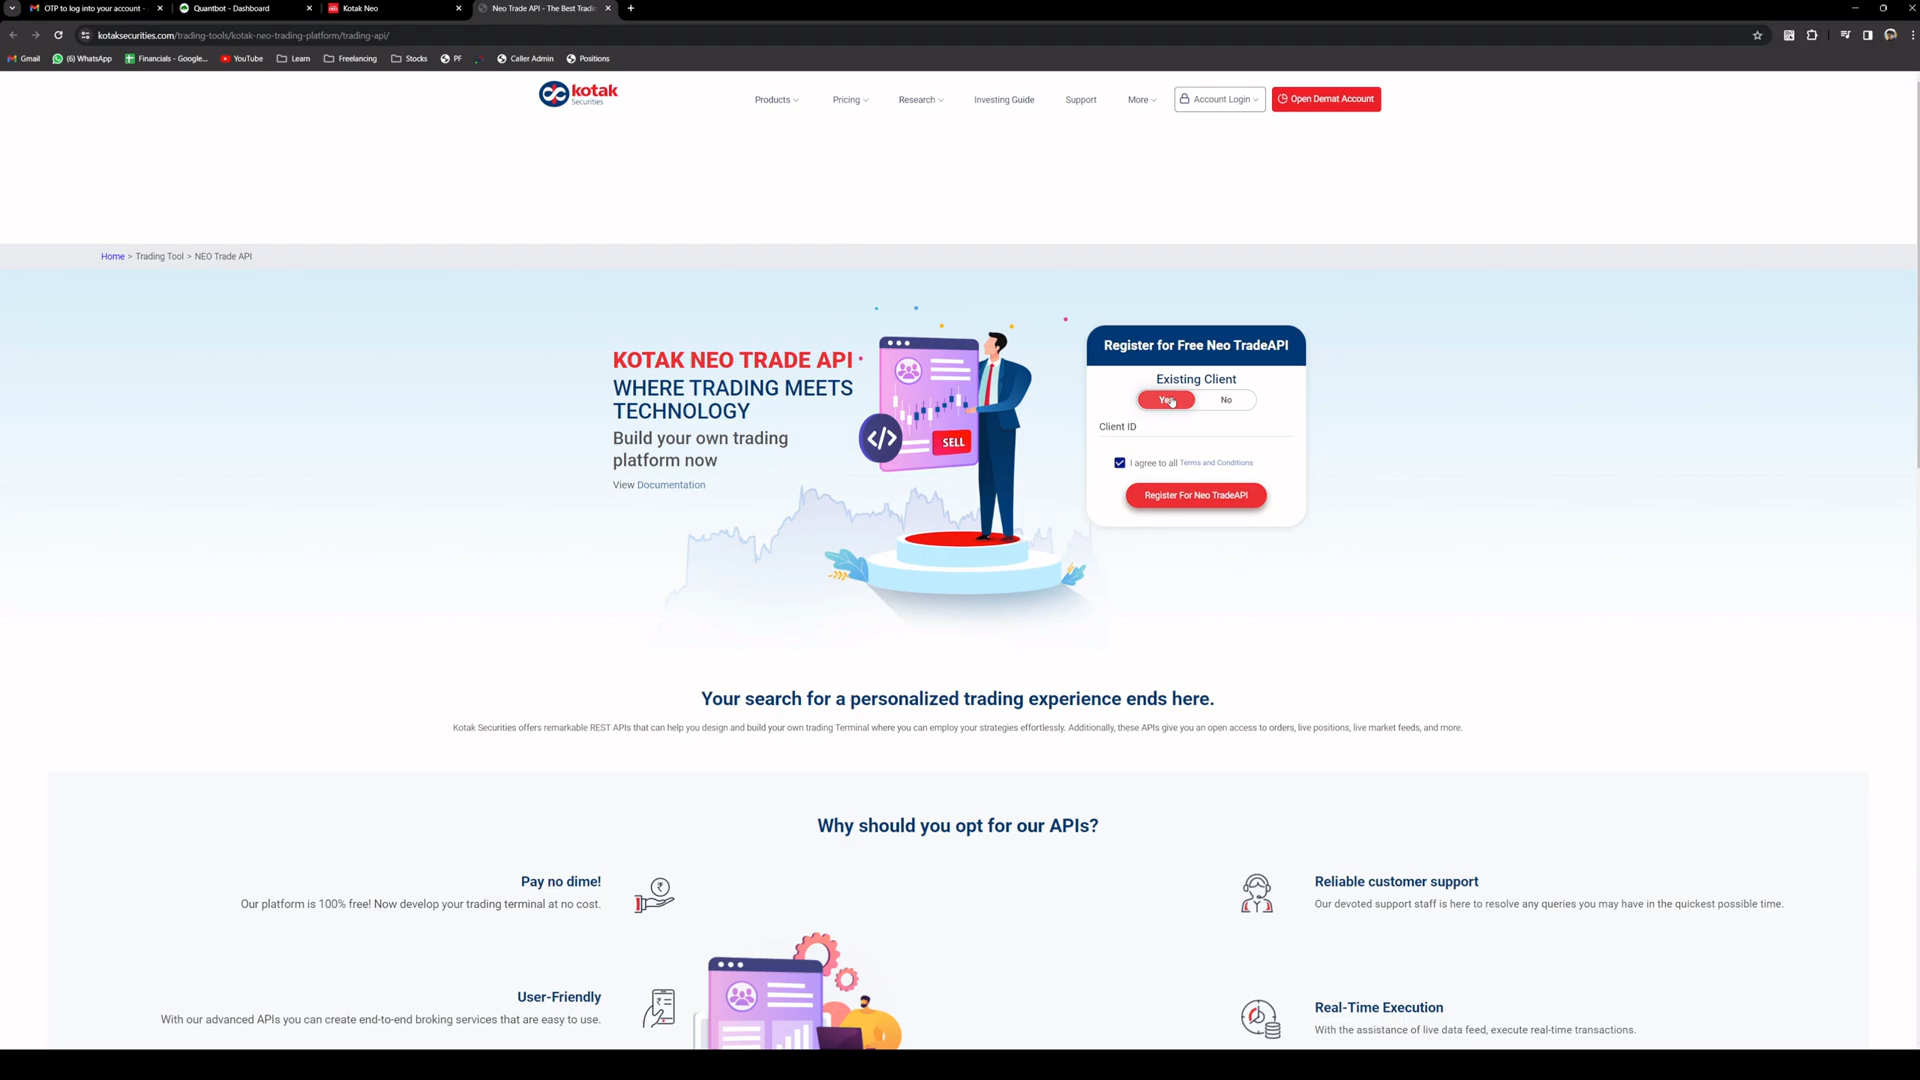 OTP to log into your account -
Quantbot - Dashboard
Kotak Neo
Neo Trade API - The Best Tradin
kotaksecurities.com/trading-tools/kotak-neo-trading-platform/trading-api/
Gmail
(6) WhatsApp
Financials - Google...
YouTube
Learn
Freelancing
Stocks
PF
Caller Admin
Positions
kotak
Securities
Products
Pricing
Research
Investing Guide
Support
More
Account Login
Open Demat Account
Home > Trading Tool > NEO Trade API
KOTAK NEO TRADE API
WHERE TRADING MEETS
TECHNOLOGY
Build your own trading
platform now
View Documentation
</>
SELL
Register for Free Neo TradeAPI
Existing Client
Yes
No
Client ID
I agree to all Terms and Conditions
Register For Neo TradeAPI
Your search for a personalized trading experience ends here.
Kotak Securities offers remarkable REST APIs that can help you design and build your own trading Terminal where you can employ your strategies effortlessly. Additionally, these APIs give you an open access to orders, live positions, live market feeds, and more.
Why should you opt for our APIs?
Pay no dime!
Our platform is 100% free! Now develop your trading terminal at no cost.
Reliable customer support
Our devoted support staff is here to resolve any queries you may have in the quickest possible time.
User-Friendly
With our advanced APIs you can create end-to-end broking services that are easy to use.
Real-Time Execution
With the assistance of live data feed, execute real-time transactions.